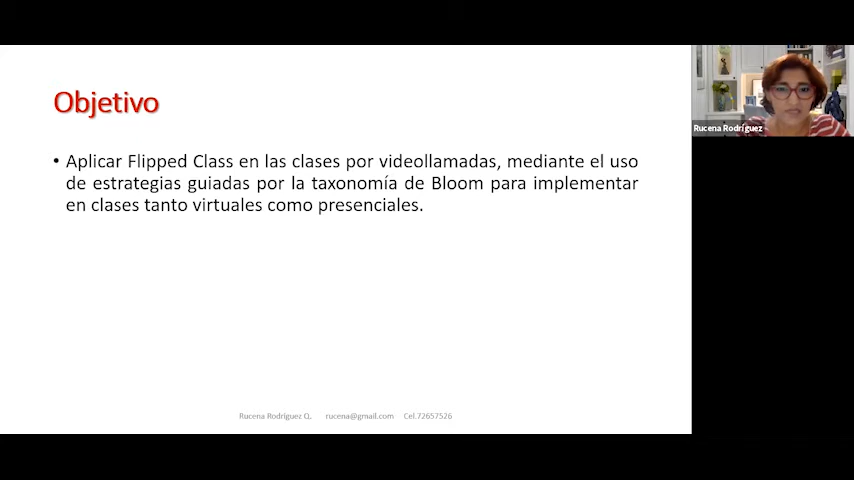 Objetivo
• Aplicar Flipped Class en las clases por videollamadas, mediante el uso
de estrategias guiadas por la taxonomía de Bloom para implementar
en clases tanto virtuales como presenciales.
Rucena Rodríguez Q. rucena@gmail.com Cel.72657526
Rucena Rodríguez